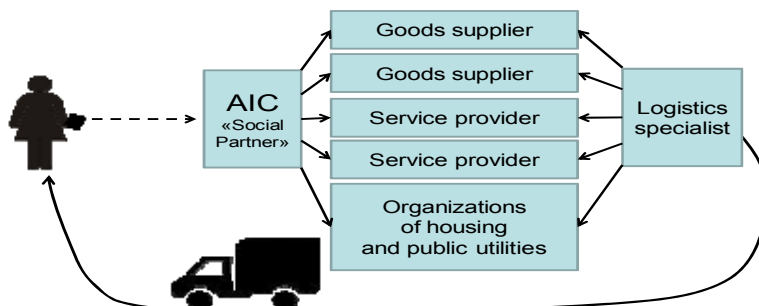 Goods supplier
Goods supplier
AIC
«Social
Partner»
Service provider
Service provider
Logistics
specialist
Organizations
of housing
and public utilities